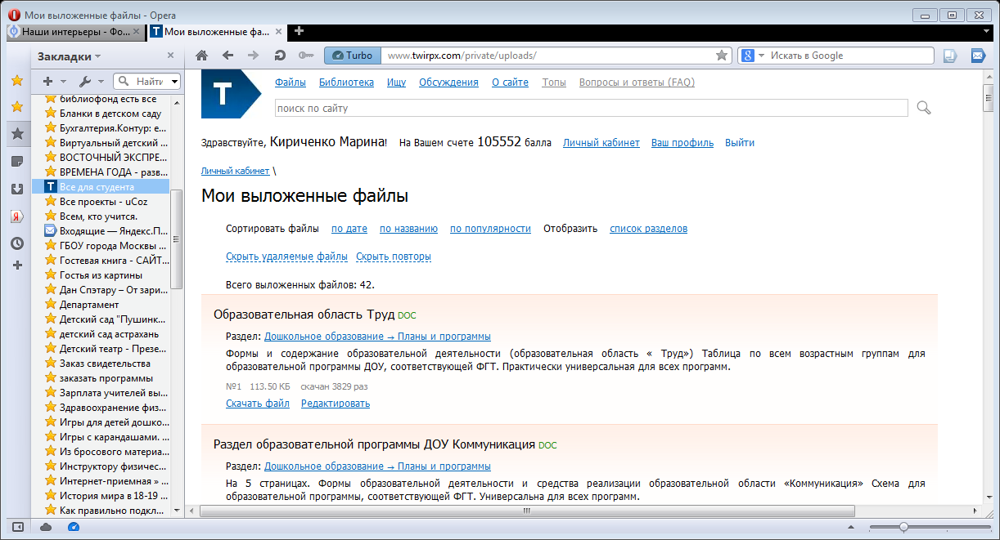 Мои выложенные файлы - Opera
Наши интерьеры - Фо...
Мои выложенные фа...
Закладки
Turbo
www.twirpx.com/private/uploads/
Искать в Google
Найти
библиофонд есть все
Бланки в детском саду
Бухгалтерия.Контур: е...
Виртуальный детский ...
ВОСТОЧНЫЙ ЭКСПРЕ...
ВРЕМЕНА ГОДА - разв...
Все для студента
Все проекты - uCoz
Всем, кто учится.
Входящие — Яндекс.П...
ГБОУ города Москвы ...
Гостевая книга - САЙТ...
Гостья из картины
Дан Спэтару – От зари...
Департамент
Детский сад "Пушинк...
детский сад астрахань
Детский театр - Презе...
Заказ свидетельства
заказать программы
Зарплата учителей вы...
Здравоохранение физ...
Игры для детей дошко...
Игры с карандашами. ...
Из бросового материа...
Инструктору физичес...
Интернет-приемная » ...
История мира в 18-19 ...
Как правильно подкл...
T
Файлы Библиотека Ищу Обсуждения О сайте Топы Вопросы и ответы (FAQ)
поиск по сайту
Здравствуйте, Кириченко Марина! На Вашем счете 105552 балла Личный кабинет Ваш профиль Выйти
Личный кабинет \
Мои выложенные файлы
Сортировать файлы по дате по названию по популярности Отобразить список разделов
Скрыть удаляемые файлы Скрыть повторы
Всего выложенных файлов: 42.
Образовательная область Труд DOC
Раздел: Дошкольное образование → Планы и программы
Формы и содержание образовательной деятельности (образовательная область « Труд») Таблица по всем возрастным группам для
образовательной программы ДОУ, соответствующей ФГТ. Практически универсальная для всех программ.
№1 113.50 КБ скачан 3829 раз
Скачать файл Редактировать
Раздел образовательной программы ДОУ Коммуникация DOC
Раздел: Дошкольное образование → Планы и программы
На 5 страницах. Формы образовательной деятельности и средства реализации образовательной области «Коммуникация» Схема для
образовательной программы, соответствующей ФГТ. Универсальна для всех программ.